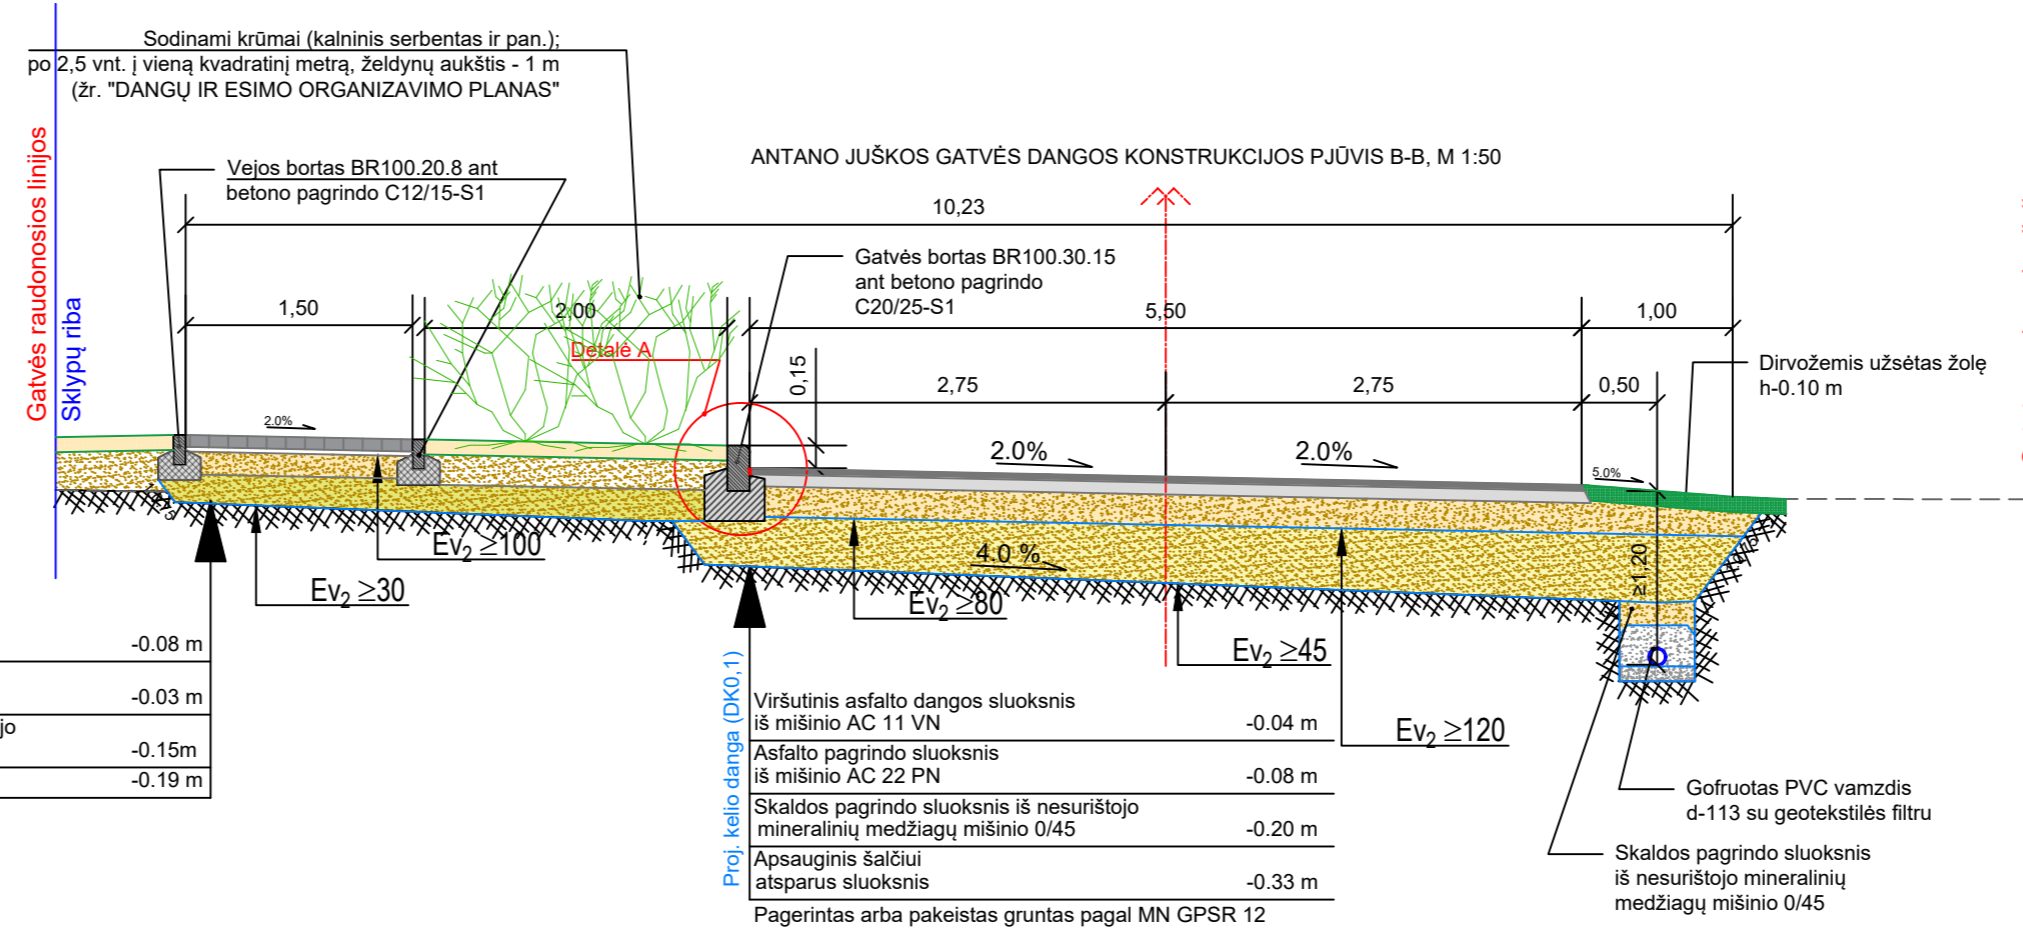 Sodinami krūmai (kalninis serbentas ir pan.);
po 2,5 vnt. į vieną kvadratinį metrą, želdynų aukštis - 1 m
(žr. "DANGŲ IR ESIMO ORGANIZAVIMO PLANAS"
Gatvės raudonosios linijos
Sklypų riba
Vejos bortas BR100.20.8 ant
betono pagrindo C12/15-S1
ANTANO JUŠKOS GATVĖS DANGOS KONSTRUKCIJOS PJŪVIS B-B, M 1:50
10,23
Gatvės bortas BR100.30.15
ant betono pagrindo
C20/25-S1
1,50
2,00
5,50
1,00
Detalė A
0,15
2,75
2,75
0,50
Dirvožemis užsėtas žolę
h-0.10 m
2.0%
2.0%
2.0%
5.0%
4.0 %
≥1,20
Ev2 ≥100
Ev2 ≥30
Ev2 ≥80
Ev2 ≥45
Ev2 ≥120
-0.08 m
-0.03 m
jo
-0.15m
-0.19 m
Proj. kelio danga (DK0,1)
Viršutinis asfalto dangos sluoksnis
iš mišinio AC 11 VN -0.04 m
Asfalto pagrindo sluoksnis
iš mišinio AC 22 PN -0.08 m
Skaldos pagrindo sluoksnis iš nesurištojo
mineralinių medžiagų mišinio 0/45 -0.20 m
Apsauginis šalčiui
atsparus sluoksnis -0.33 m
Pagerintas arba pakeistas gruntas pagal MN GPSR 12
Gofruotas PVC vamzdis
d-113 su geotekstilės filtru
Skaldos pagrindo sluoksnis
iš nesurištojo mineralinių
medžiagų mišinio 0/45